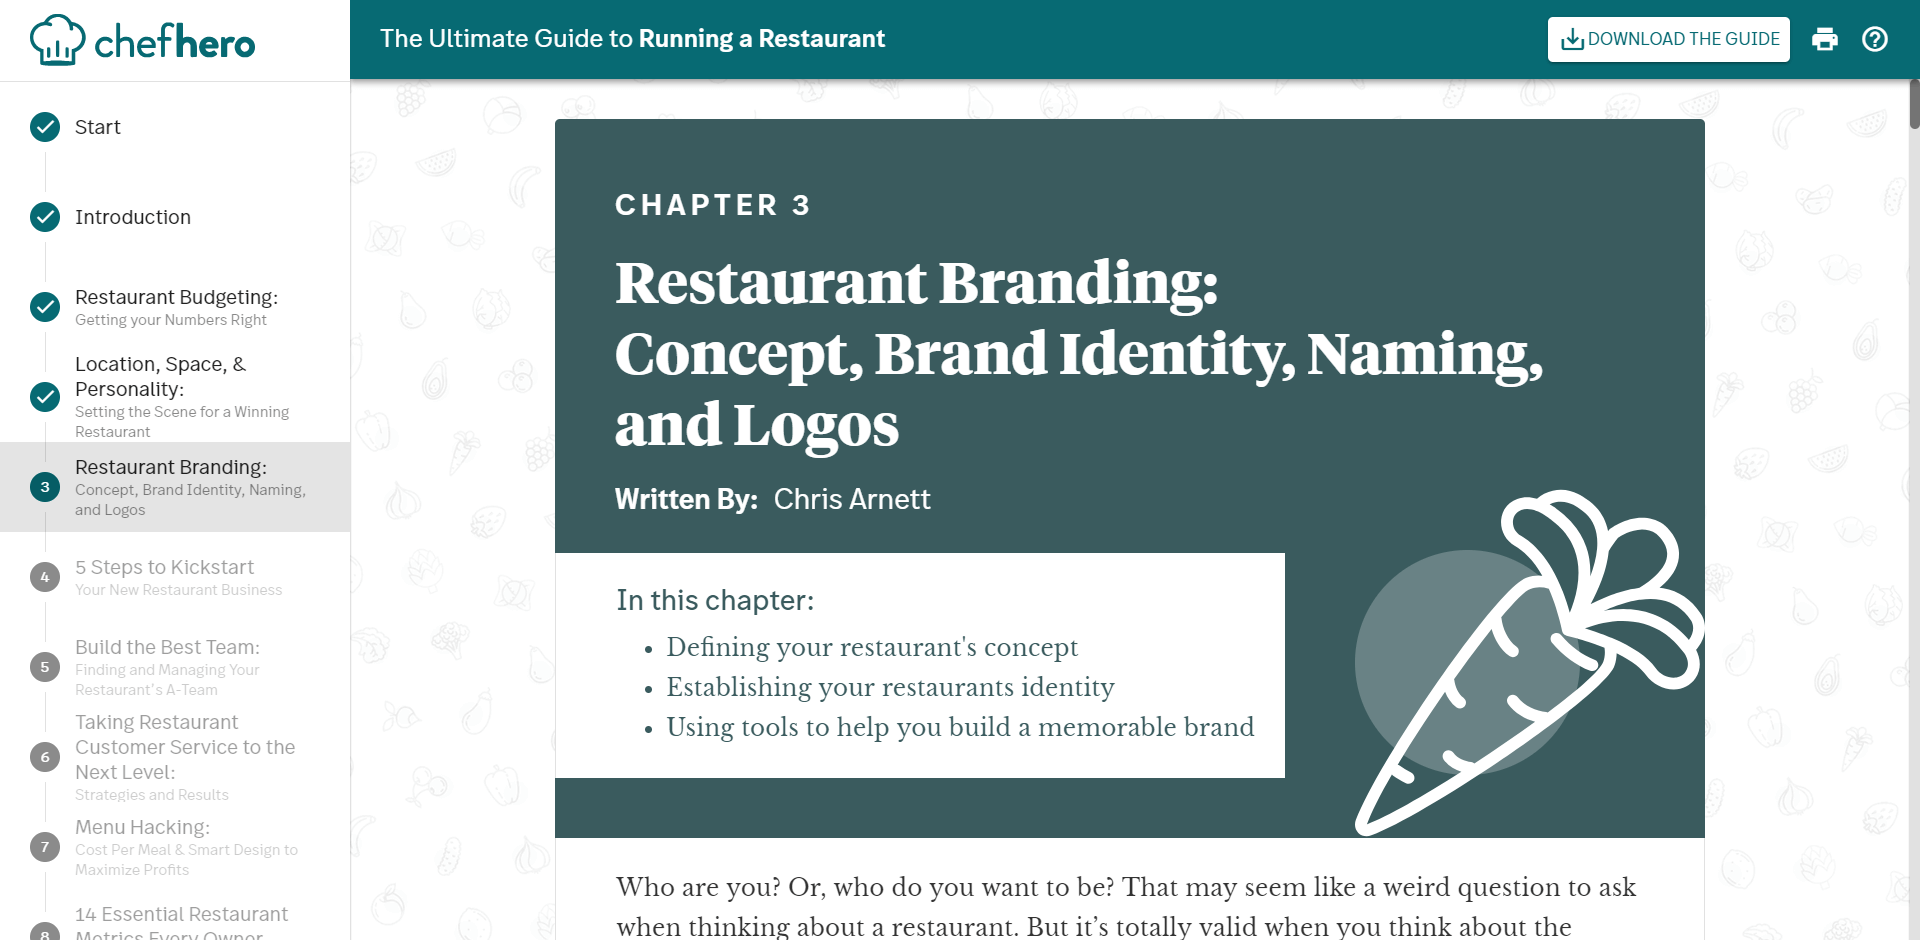 chefhero
The Ultimate Guide to Running a Restaurant
DOWNLOAD THE GUIDE
Start
Introduction
Restaurant Budgeting:
Getting your Numbers Right
Location, Space, &
Personality:
Setting the Scene for a Winning
Restaurant
3
Restaurant Branding:
Concept, Brand Identity, Naming,
and Logos
4
5 Steps to Kickstart
Your New Restaurant Business
5
Build the Best Team:
Finding and Managing Your
Restaurant's A-Team
6
Taking Restaurant
Customer Service to the
Next Level:
Strategies and Results
7
Menu Hacking:
Cost Per Meal & Smart Design to
Maximize Profits
8
14 Essential Restaurant
Metrics Every Owner
CHAPTER 3
Restaurant Branding:
Concept, Brand Identity, Naming,
and Logos
Written By: Chris Arnett
In this chapter:
• Defining your restaurant's concept
• Establishing your restaurants identity
• Using tools to help you build a memorable brand
Who are you? Or, who do you want to be? That may seem like a weird question to ask
when thinking about a restaurant. But it’s totally valid when you think about the